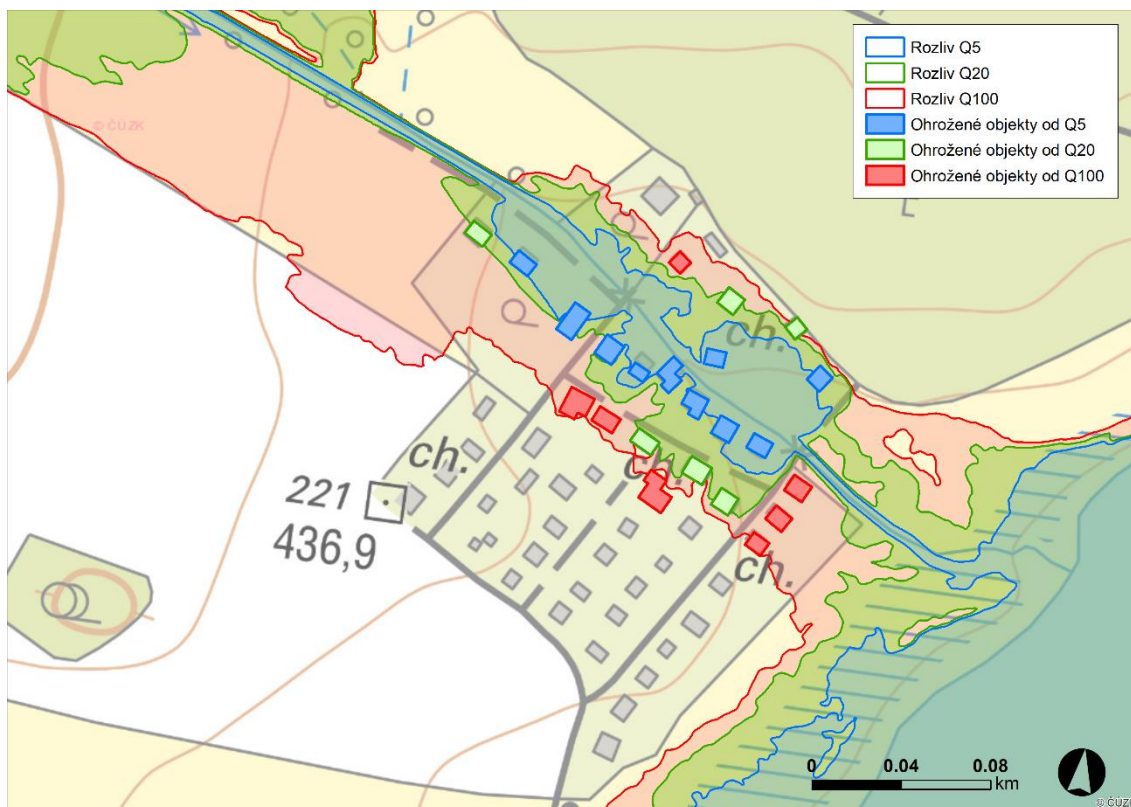 Rozliv Q5
Rozliv Q20
Rozliv Q100
Ohrožené objekty od Q5
Ohrožené objekty od Q20
Ohrožené objekty od Q100
© ČÚZK
ch.
ch.
ch.
221
436,9
ch.
0 0.04 0.08
km
© ČÚZ